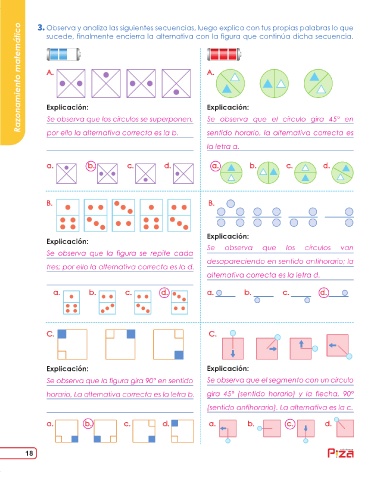 Razonamiento matemático
3. Observa y analiza las siguientes secuencias, luego explica con tus propias palabras lo que
sucede, finalmente encierra la alternativa con la figura que continúa dicha secuencia.
A.
Explicación:
Se observa que los círculos se superponen,
por ello la alternativa correcta es la b.
a. b. c. d.
A.
Explicación:
Se observa que el círculo gira 45° en
sentido horario, la alternativa correcta es
la letra a.
a. b. c. d.
B.
Explicación:
Se observa que la figura se repite cada
tres, por ello la alternativa correcta es la d.
a. b. c. d.
B.
Explicación:
Se observa que los círculos van
desapareciendo en sentido antihorario; la
alternativa correcta es la letra d.
a. b. c. d.
C.
Explicación:
Se observa que la figura gira 90° en sentido
horario. La alternativa correcta es la letra b.
a. b. c. d.
C.
Explicación:
Se observa que el segmento con un círculo
gira 45° (sentido horario) y la flecha, 90°
(sentido antihorario). La alternativa es la c.
a. b. c. d.
18